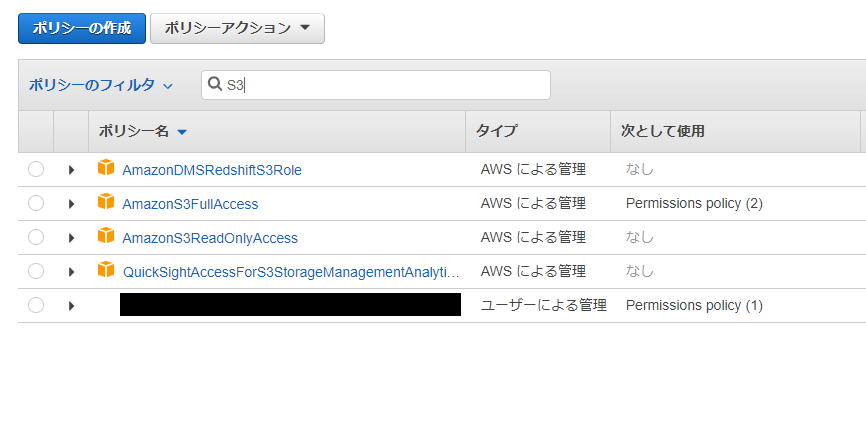 ポリシーの作成 ポリシーアクション
ポリシーのフィルタ S3
ポリシー名 タイプ 次として使用
AmazonDMSRedshiftS3Role AWS による管理 なし
AmazonS3FullAccess AWS による管理 Permissions policy (2)
AmazonS3ReadOnlyAccess AWS による管理 なし
QuickSightAccessForS3StorageManagementAnalyti… AWS による管理 なし
ユーザーによる管理 Permissions policy (1)